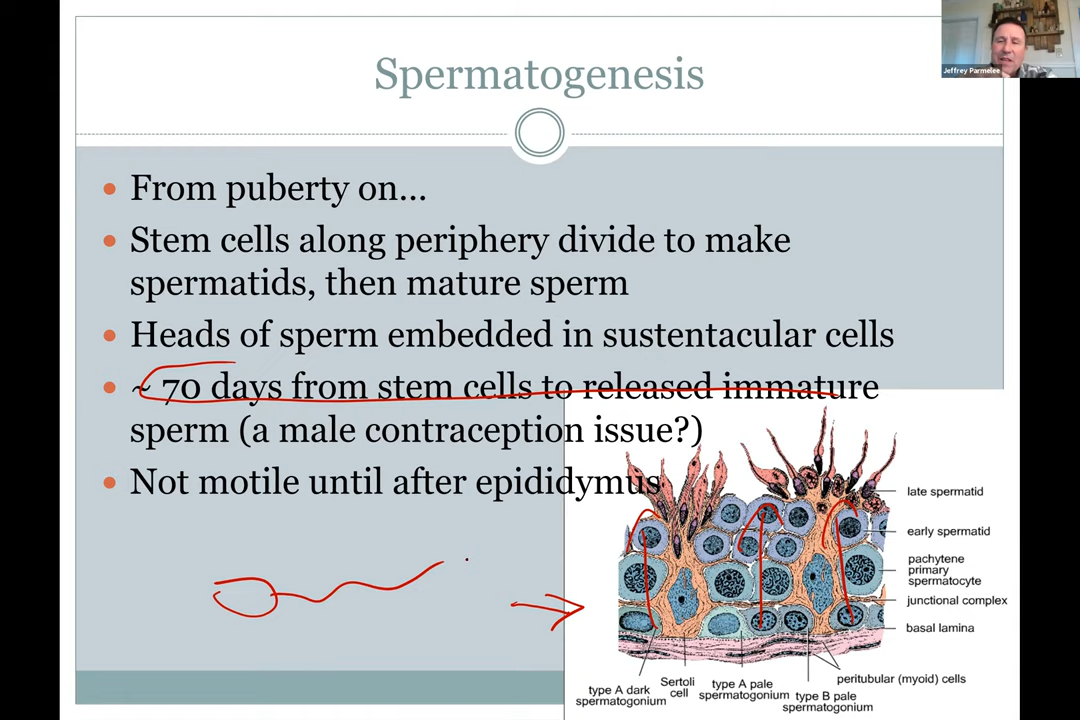 Jeffrey Parmelee
Spermatogenesis
From puberty on…
Stem cells along periphery divide to make
spermatids, then mature sperm
Heads of sperm embedded in sustentacular cells
~ 70 days from stem cells to released immature
sperm (a male contraception issue?)
Not motile until after epididymus
late spermatid
early spermatid
pachytene
primary
spermatocyte
junctional complex
basal lamina
peritubular (myoid) cells
type A dark
spermatogonium
Sertoli
cell
type A pale
spermatogonium
type B pale
spermatogonium